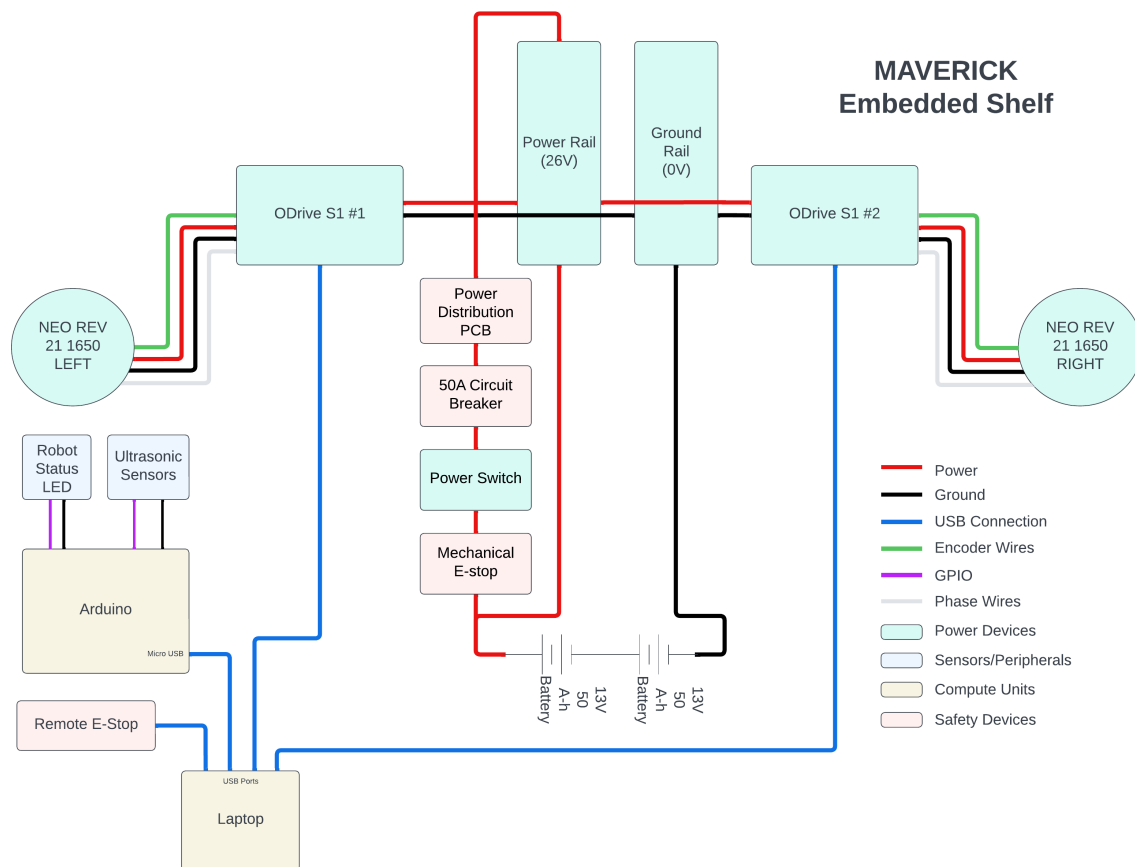 MAVERICK
Embedded Shelf
Power Rail
(26V)
Ground
Rail
(0V)
ODrive S1 #1
ODrive S1 #2
Power
Distribution
PCB
NEO REV
21 1650
LEFT
NEO REV
21 1650
RIGHT
50A Circuit
Breaker
Robot
Status
LED
Ultrasonic
Sensors
Power Switch
Mechanical
E-stop
Arduino
Micro USB
13V
50
A-h
Battery
13V
50
A-h
Battery
Remote E-Stop
USB Ports
Laptop
Power
Ground
USB Connection
Encoder Wires
GPIO
Phase Wires
Power Devices
Sensors/Peripherals
Compute Units
Safety Devices